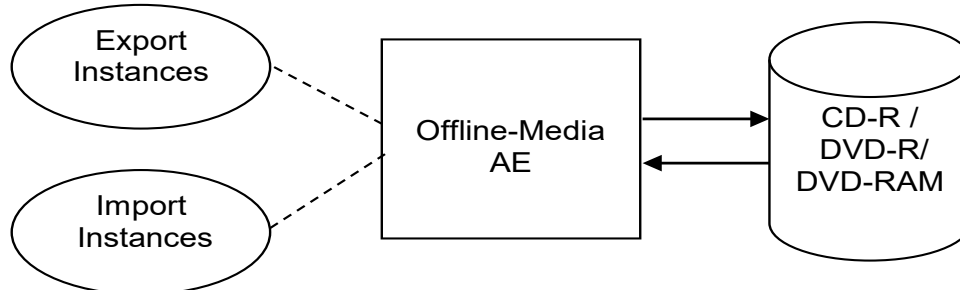 Export
Instances
Offline-Media
AE
CD-R /
DVD-R/
DVD-RAM
Import
Instances